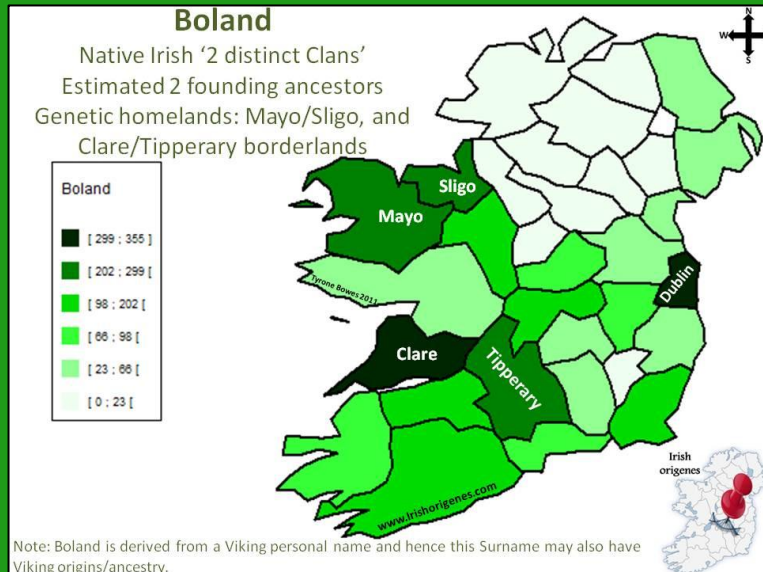 Boland
Native Irish ‘2 distinct Clans’
Estimated 2 founding ancestors
Genetic homelands: Mayo/Sligo, and
Clare/Tipperary borderlands
N
W
S
Boland
[ 299 ; 355 ]
[ 202 ; 299 [
[ 98 ; 202 [
[ 66 ; 98 [
[ 23 ; 66 [
[ 0 ; 23 [
Sligo
Mayo
Dublin
Tyrone Bowes 2011
Clare
Tipperary
www.Irishorigenes.com
Irish
origenes
Note: Boland is derived from a Viking personal name and hence this Surname may also have
Viking origins/ancestry.